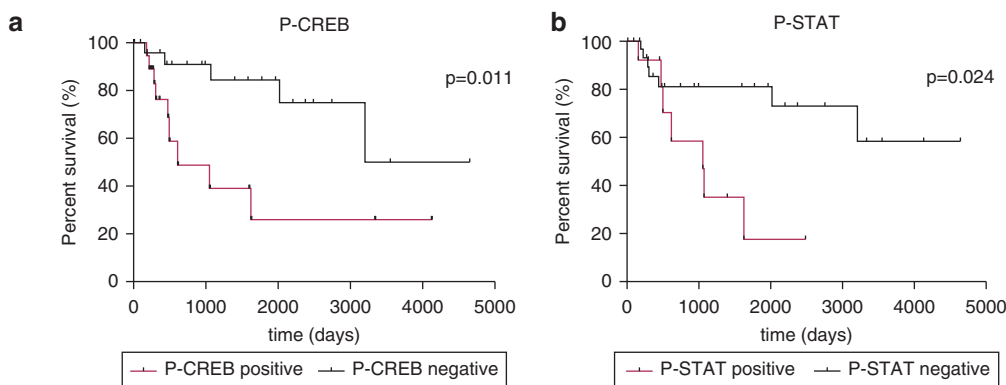 a
P-CREB
Percent survival (%)
100
80
60
40
20
0
p=0.011
0 1000 2000 3000 4000 5000
time (days)
P-CREB positive P-CREB negative
b
P-STAT
Percent survival (%)
100
80
60
40
20
0
p=0.024
0 1000 2000 3000 4000 5000
time (days)
P-STAT positive P-STAT negative